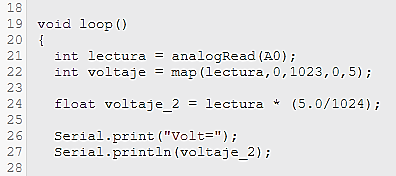 18
19 void loop()
20 {
21   int lectura = analogRead(A0);
22   int voltaje = map(lectura,0,1023,0,5);
23
24   float voltaje_2 = lectura * (5.0/1024);
25
26   Serial.print("Volt=");
27   Serial.println(voltaje_2);
28